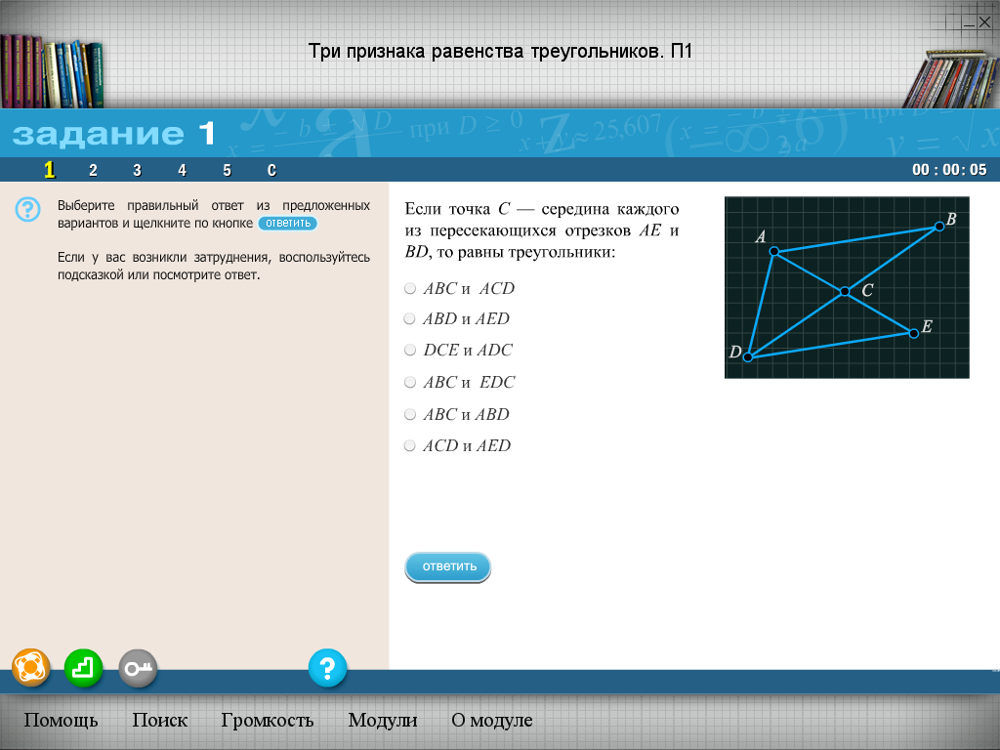 Три признака равенства треугольников. П1
задание 1
1 2 3 4 5 С
00 : 00: 05
Выберите правильный ответ из предложенных
вариантов и щелкните по кнопке ответить
Если у вас возникли затруднения, воспользуйтесь
подсказкой или посмотрите ответ.
Если точка C — середина каждого
из пересекающихся отрезков AE и
BD, то равны треугольники:
ABC и ACD
ABD и AED
DCE и ADC
ABC и EDC
ABC и ABD
ACD и AED
A
B
C
E
D
ответить
Помощь Поиск Громкость Модули О модуле